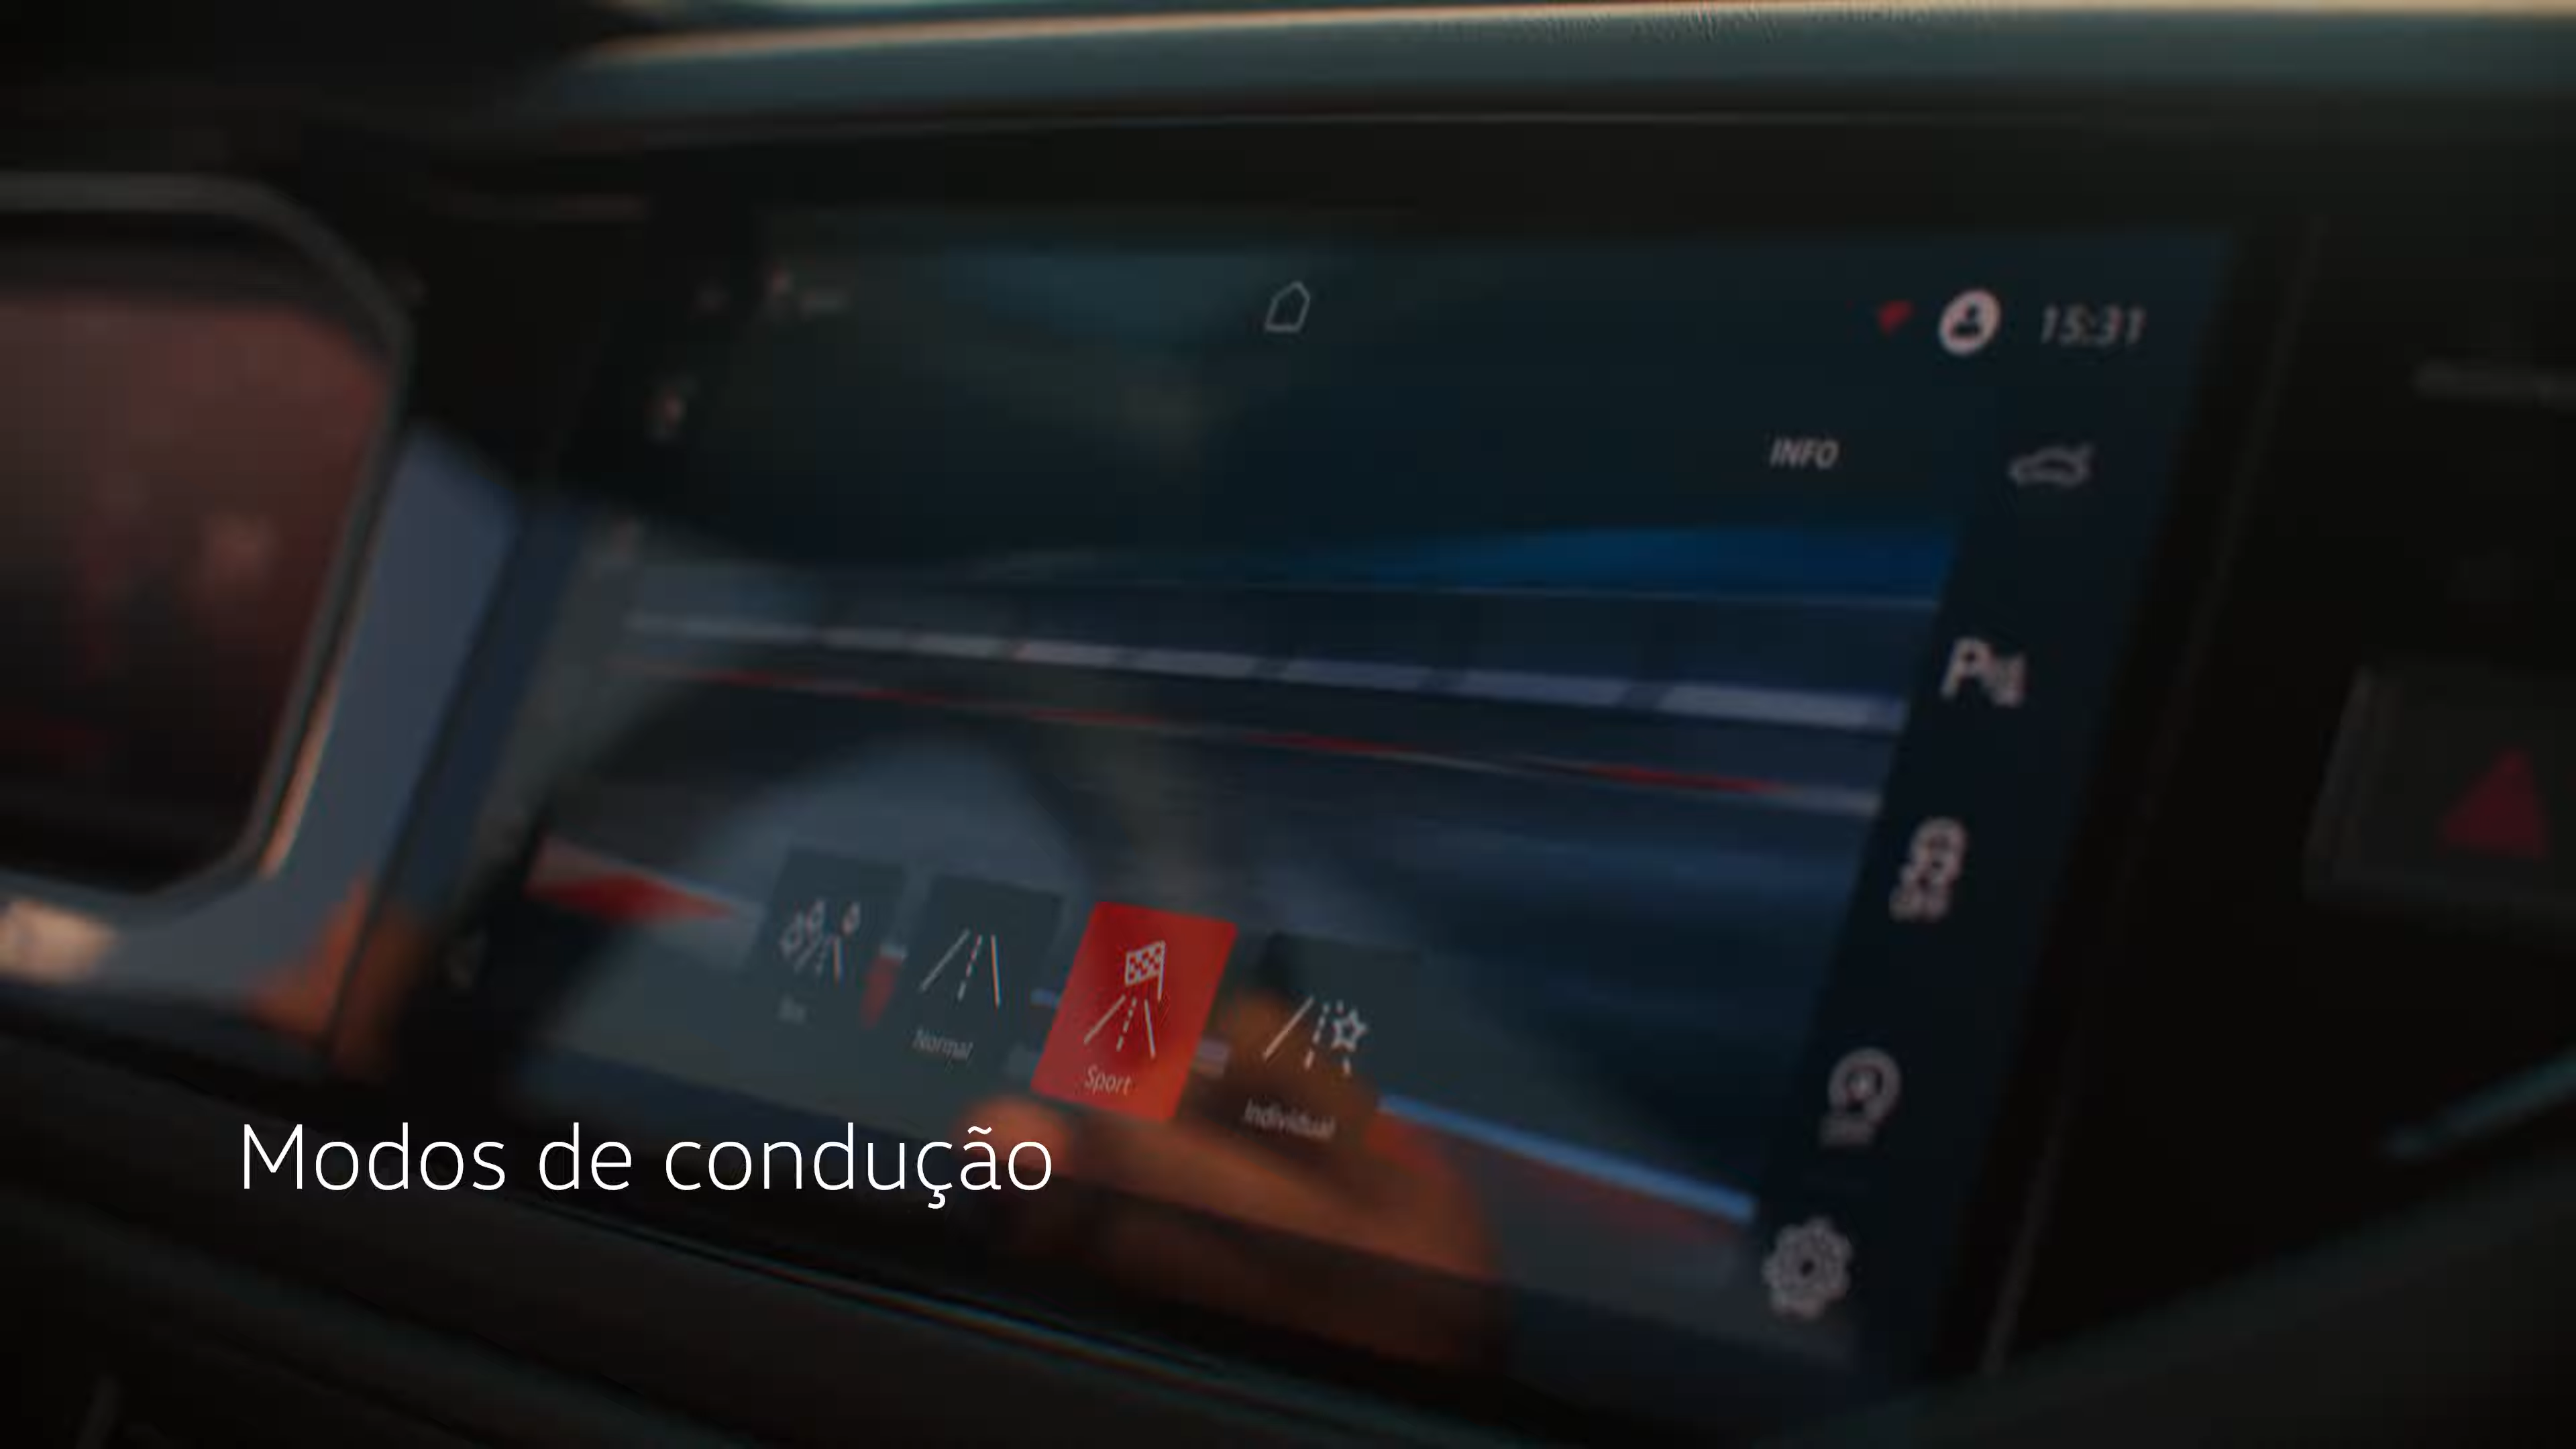 15:31
INFO
Normal
Sport
Individual
Modos de condução